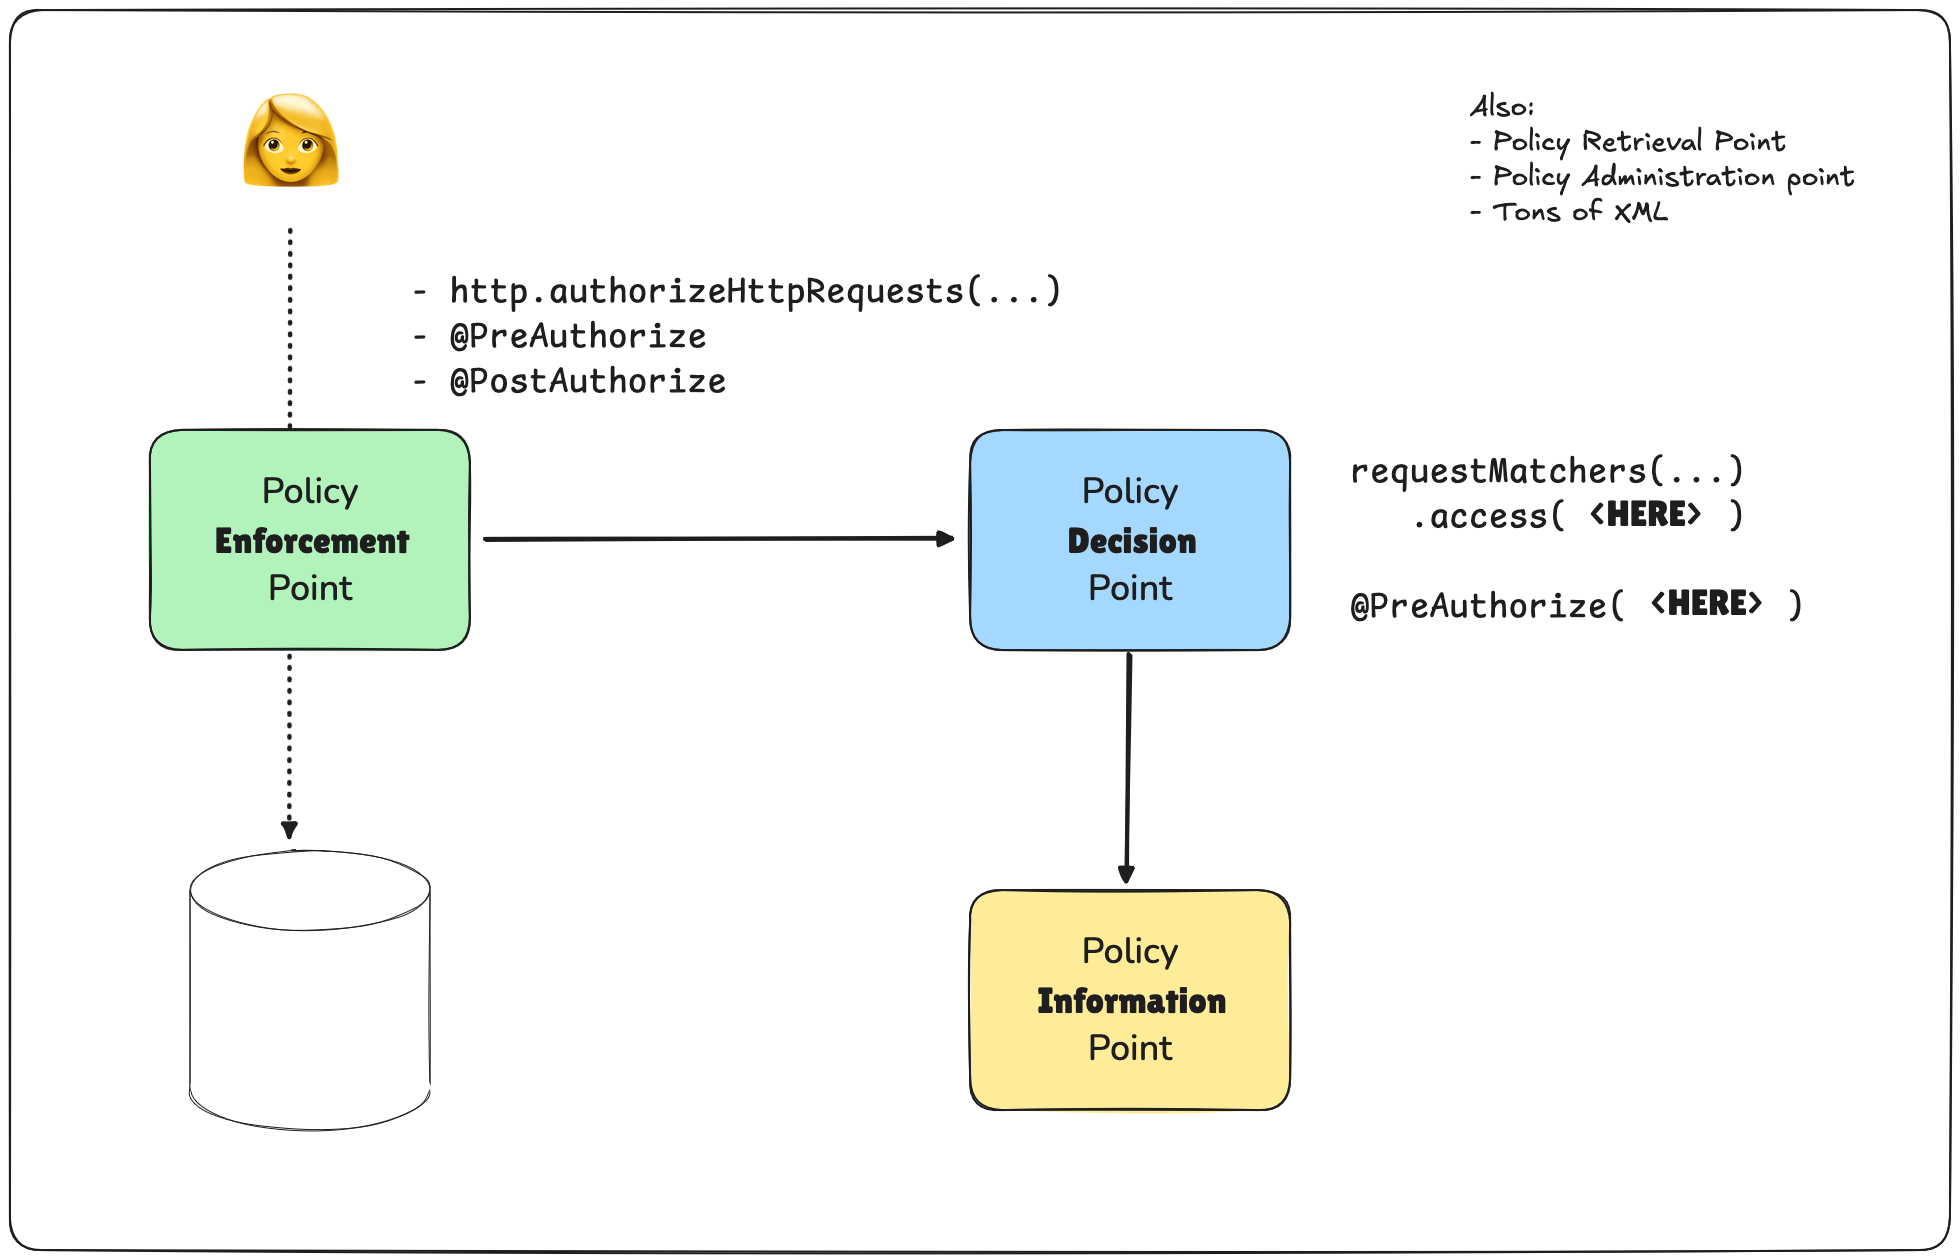 Also:
- Policy Retrieval Point
- Policy Administration point
- Tons of XML
- http.authorizeHttpRequests(...)
- @PreAuthorize
- @PostAuthorize
Policy
Enforcement
Point
Policy
Decision
Point
requestMatchers(...)
.access( <HERE> )
@PreAuthorize( <HERE> )
Policy
Information
Point